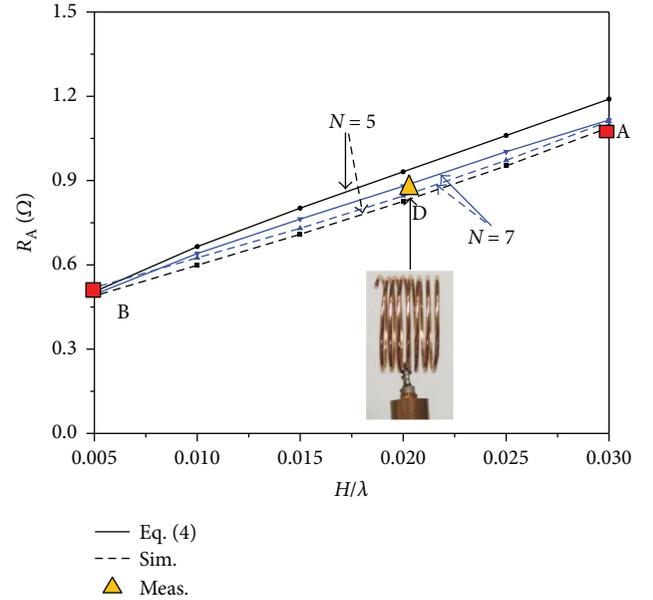 1.5
1.2
0.9
0.6
0.3
0.0
R_A (Ω)
N = 5
A
D
N = 7
B
0.005 0.010 0.015 0.020 0.025 0.030
H/λ
Eq. (4)
Sim.
Meas.